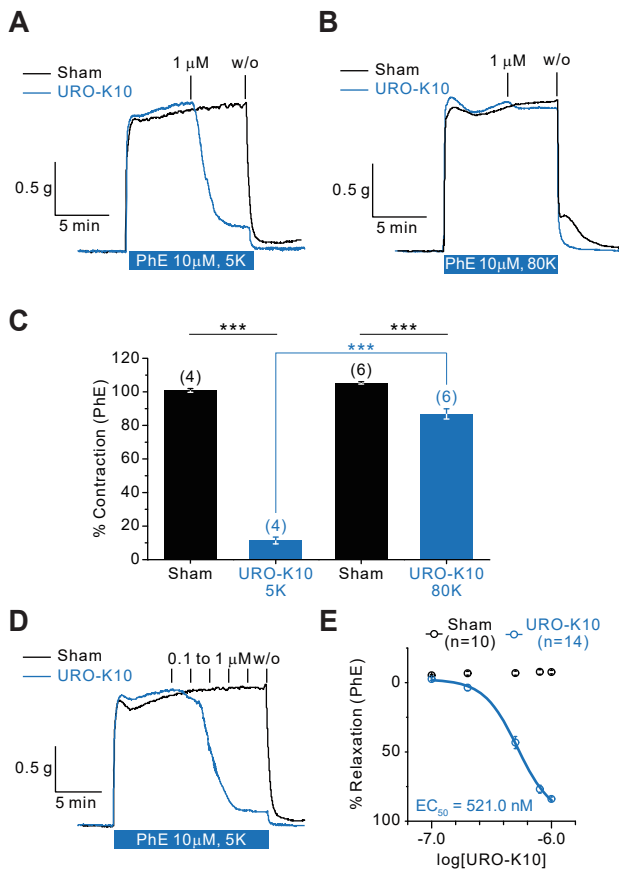 A
Sham
URO-K10
1 μM
w/o
0.5 g
5 min
PhE 10μM, 5K
B
Sham
URO-K10
1 μM
w/o
0.5 g
5 min
PhE 10μM, 80K
C
*** ***
***
120
100
80
60
40
20
0
% Contraction (PhE)
(4)
(4)
(6)
(6)
Sham URO-K10 Sham URO-K10
5K 80K
D
Sham
URO-K10
0.1 to 1 μM w/o
0.5 g
5 min
PhE 10μM, 5K
E
Sham URO-K10
(n=10) (n=14)
0
50
100
% Relaxation (PhE)
EC50 = 521.0 nM
-7.0 -6.0
log[URO-K10]